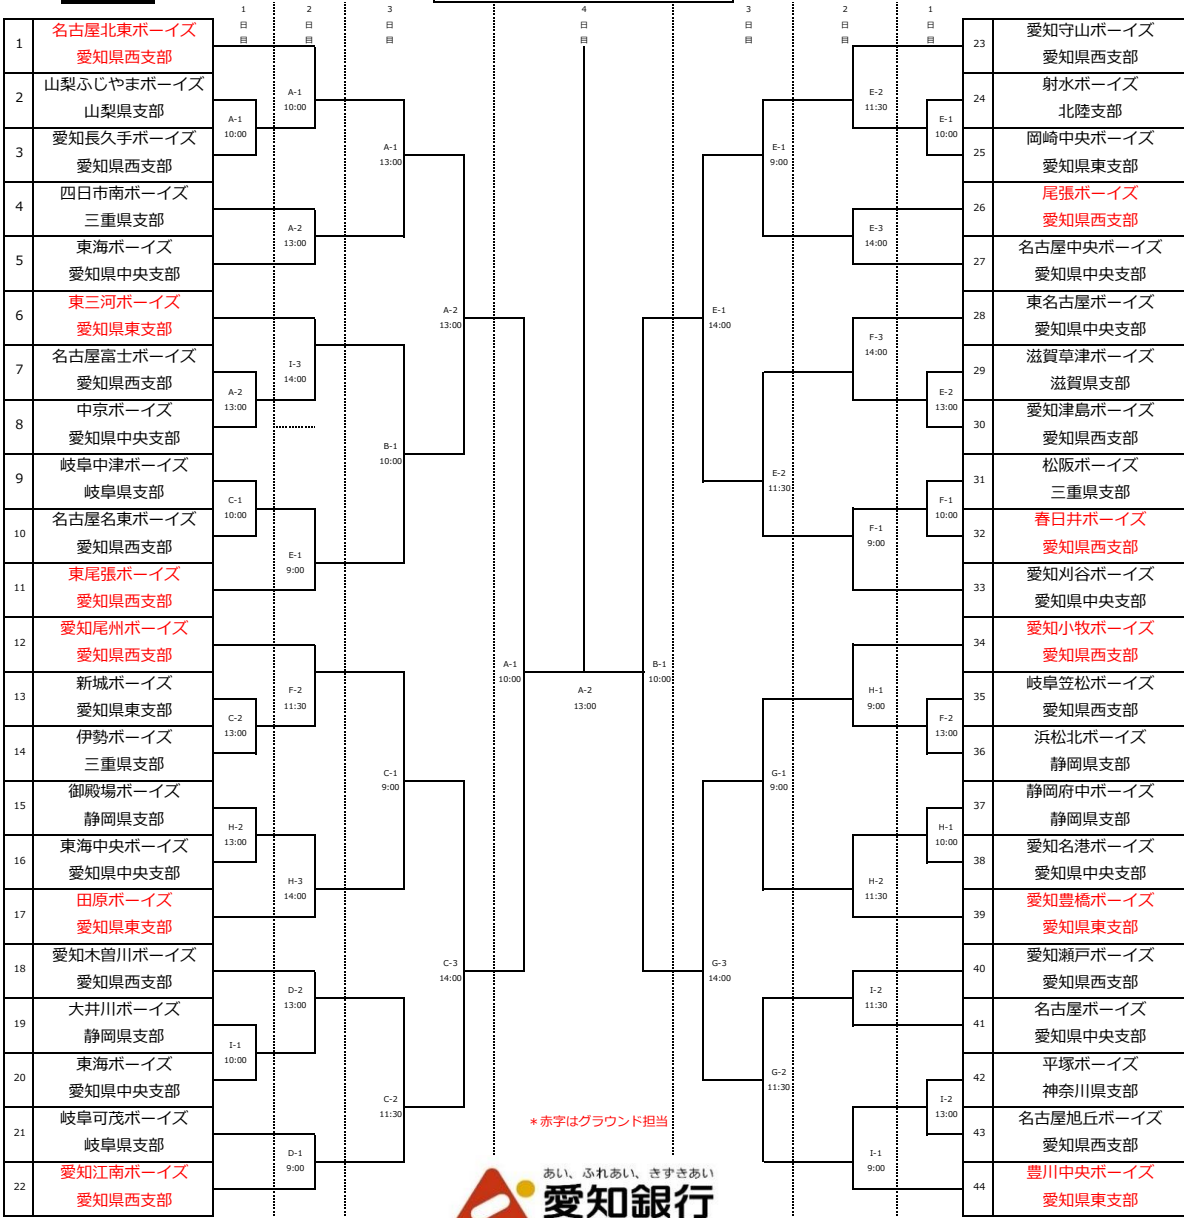 1
日
目
2
日
目
3
日
目
4
日
目
3
日
目
2
日
目
1
日
目
1
名古屋北東ボーイズ
愛知県西支部
2
山梨ふじやまボーイズ
山梨県支部
3
愛知長久手ボーイズ
愛知県西支部
4
四日市南ボーイズ
三重県支部
5
東海ボーイズ
愛知県中央支部
6
東三河ボーイズ
愛知県東支部
7
名古屋富士ボーイズ
愛知県西支部
8
中京ボーイズ
愛知県中央支部
9
岐阜中津ボーイズ
岐阜県支部
10
名古屋名東ボーイズ
愛知県西支部
11
東尾張ボーイズ
愛知県西支部
12
愛知尾州ボーイズ
愛知県西支部
13
新城ボーイズ
愛知県東支部
14
伊勢ボーイズ
三重県支部
15
御殿場ボーイズ
静岡県支部
16
東海中央ボーイズ
愛知県中央支部
17
田原ボーイズ
愛知県東支部
18
愛知木曽川ボーイズ
愛知県西支部
19
大井川ボーイズ
静岡県支部
20
東海ボーイズ
愛知県中央支部
21
岐阜可茂ボーイズ
岐阜県支部
22
愛知江南ボーイズ
愛知県西支部
A-1
10:00
A-2
13:00
C-1
10:00
C-2
13:00
H-2
13:00
I-1
10:00
A-1
10:00
A-2
13:00
I-3
14:00
E-1
9:00
F-2
11:30
H-3
14:00
D-2
13:00
D-1
9:00
A-1
13:00
B-1
10:00
C-1
9:00
C-2
11:30
A-2
13:00
C-3
14:00
A-1
10:00
A-2
13:00
B-1
10:00
E-1
14:00
G-3
14:00
E-1
9:00
E-2
11:30
G-1
9:00
G-2
11:30
E-2
11:30
E-3
14:00
F-3
14:00
F-1
9:00
H-1
9:00
H-2
11:30
I-2
11:30
I-1
9:00
E-1
10:00
E-2
13:00
F-1
10:00
F-2
13:00
H-1
10:00
I-2
13:00
23
愛知守山ボーイズ
愛知県西支部
24
射水ボーイズ
北陸支部
25
岡崎中央ボーイズ
愛知県東支部
26
尾張ボーイズ
愛知県西支部
27
名古屋中央ボーイズ
愛知県中央支部
28
東名古屋ボーイズ
愛知県中央支部
29
滋賀草津ボーイズ
滋賀県支部
30
愛知津島ボーイズ
愛知県西支部
31
松阪ボーイズ
三重県支部
32
春日井ボーイズ
愛知県西支部
33
愛知刈谷ボーイズ
愛知県中央支部
34
愛知小牧ボーイズ
愛知県西支部
35
岐阜笠松ボーイズ
愛知県西支部
36
浜松北ボーイズ
静岡県支部
37
静岡府中ボーイズ
静岡県支部
38
愛知名港ボーイズ
愛知県中央支部
39
愛知豊橋ボーイズ
愛知県東支部
40
愛知瀬戸ボーイズ
愛知県西支部
41
名古屋ボーイズ
愛知県中央支部
42
平塚ボーイズ
神奈川県支部
43
名古屋旭丘ボーイズ
愛知県西支部
44
豊川中央ボーイズ
愛知県東支部
*赤字はグラウンド担当
あい、ふれあい、きずきあい
愛知銀行